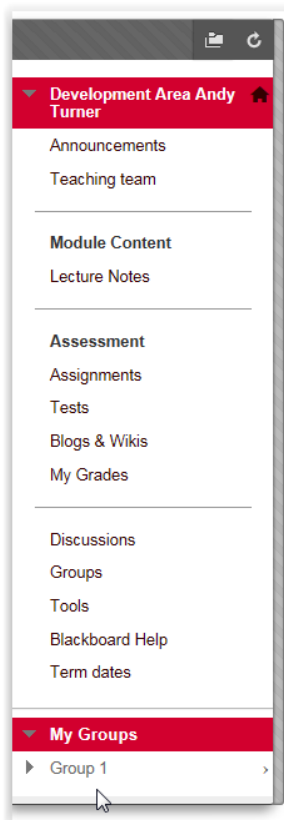 Development Area Andy
Turner
Announcements
Teaching team
Module Content
Lecture Notes
Assessment
Assignments
Tests
Blogs & Wikis
My Grades
Discussions
Groups
Tools
Blackboard Help
Term dates
My Groups
Group 1